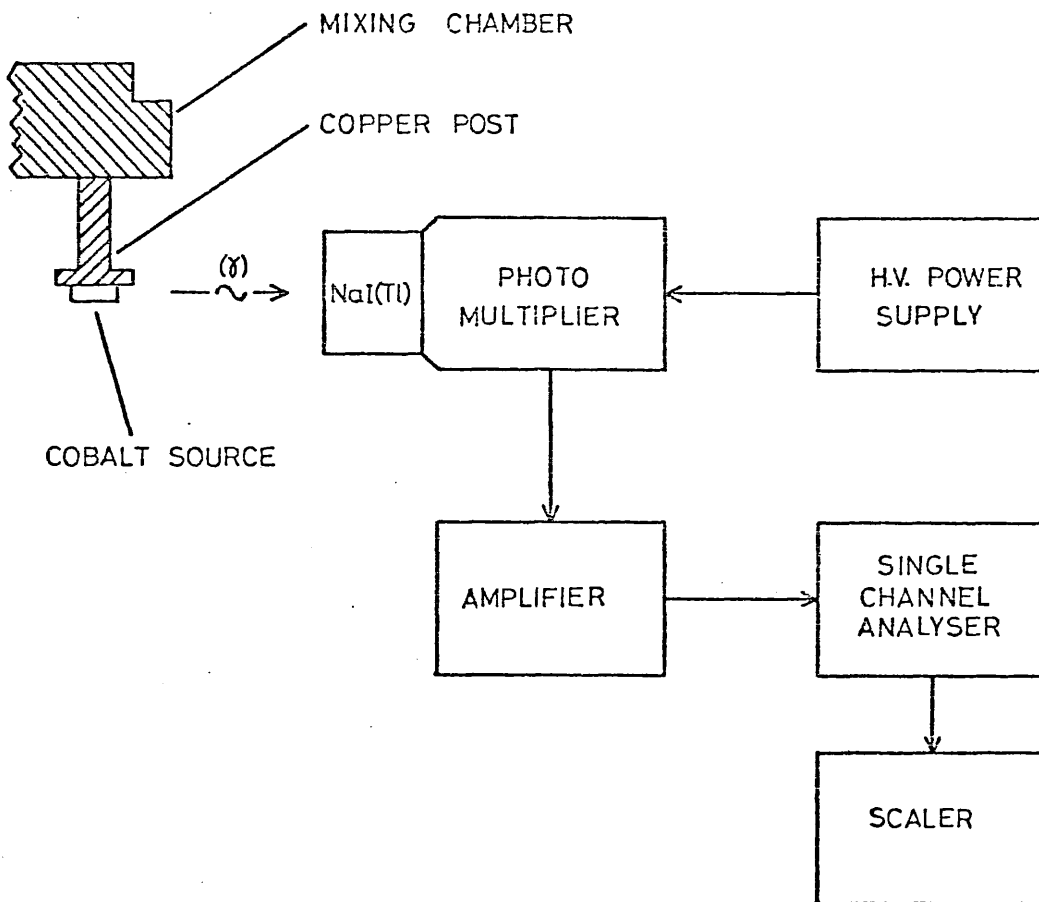 MIXING CHAMBER
COPPER POST
(γ)
NaI(Tl)
PHOTO
MULTIPLIER
H.V. POWER
SUPPLY
COBALT SOURCE
AMPLIFIER
SINGLE
CHANNEL
ANALYSER
SCALER